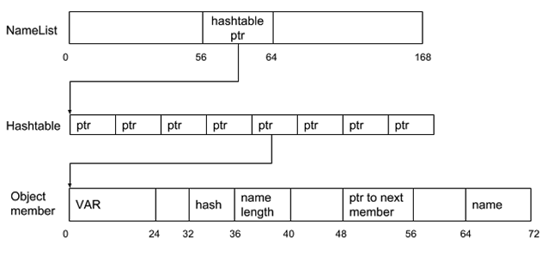 NameList
hashtable
ptr
0 56 64 168
Hashtable
ptr ptr ptr ptr ptr ptr ptr ptr
Object
member
VAR
hash
name
length
ptr to next
member
name
0 24 32 36 40 48 56 64 72